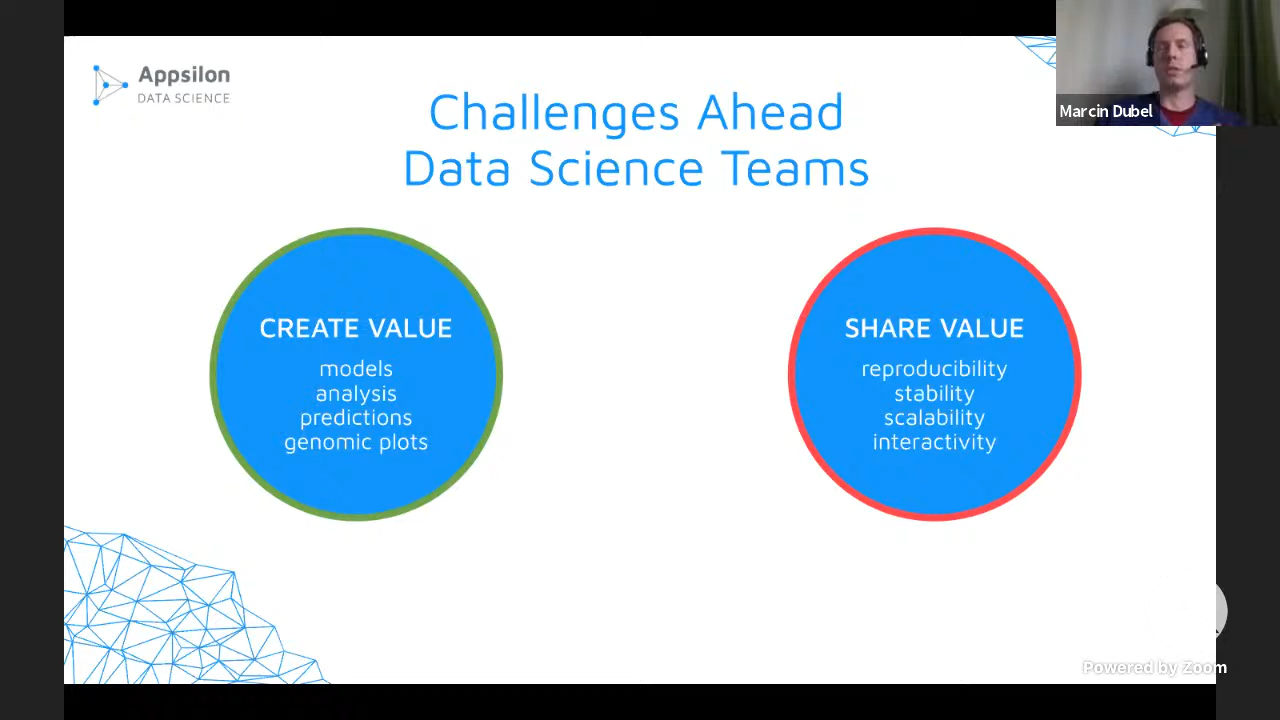 Appsilon
DATA SCIENCE
Challenges Ahead
Data Science Teams
Marcin Dubel
CREATE VALUE
models
analysis
predictions
genomic plots
SHARE VALUE
reproducibility
stability
scalability
interactivity
Powered by Zoom